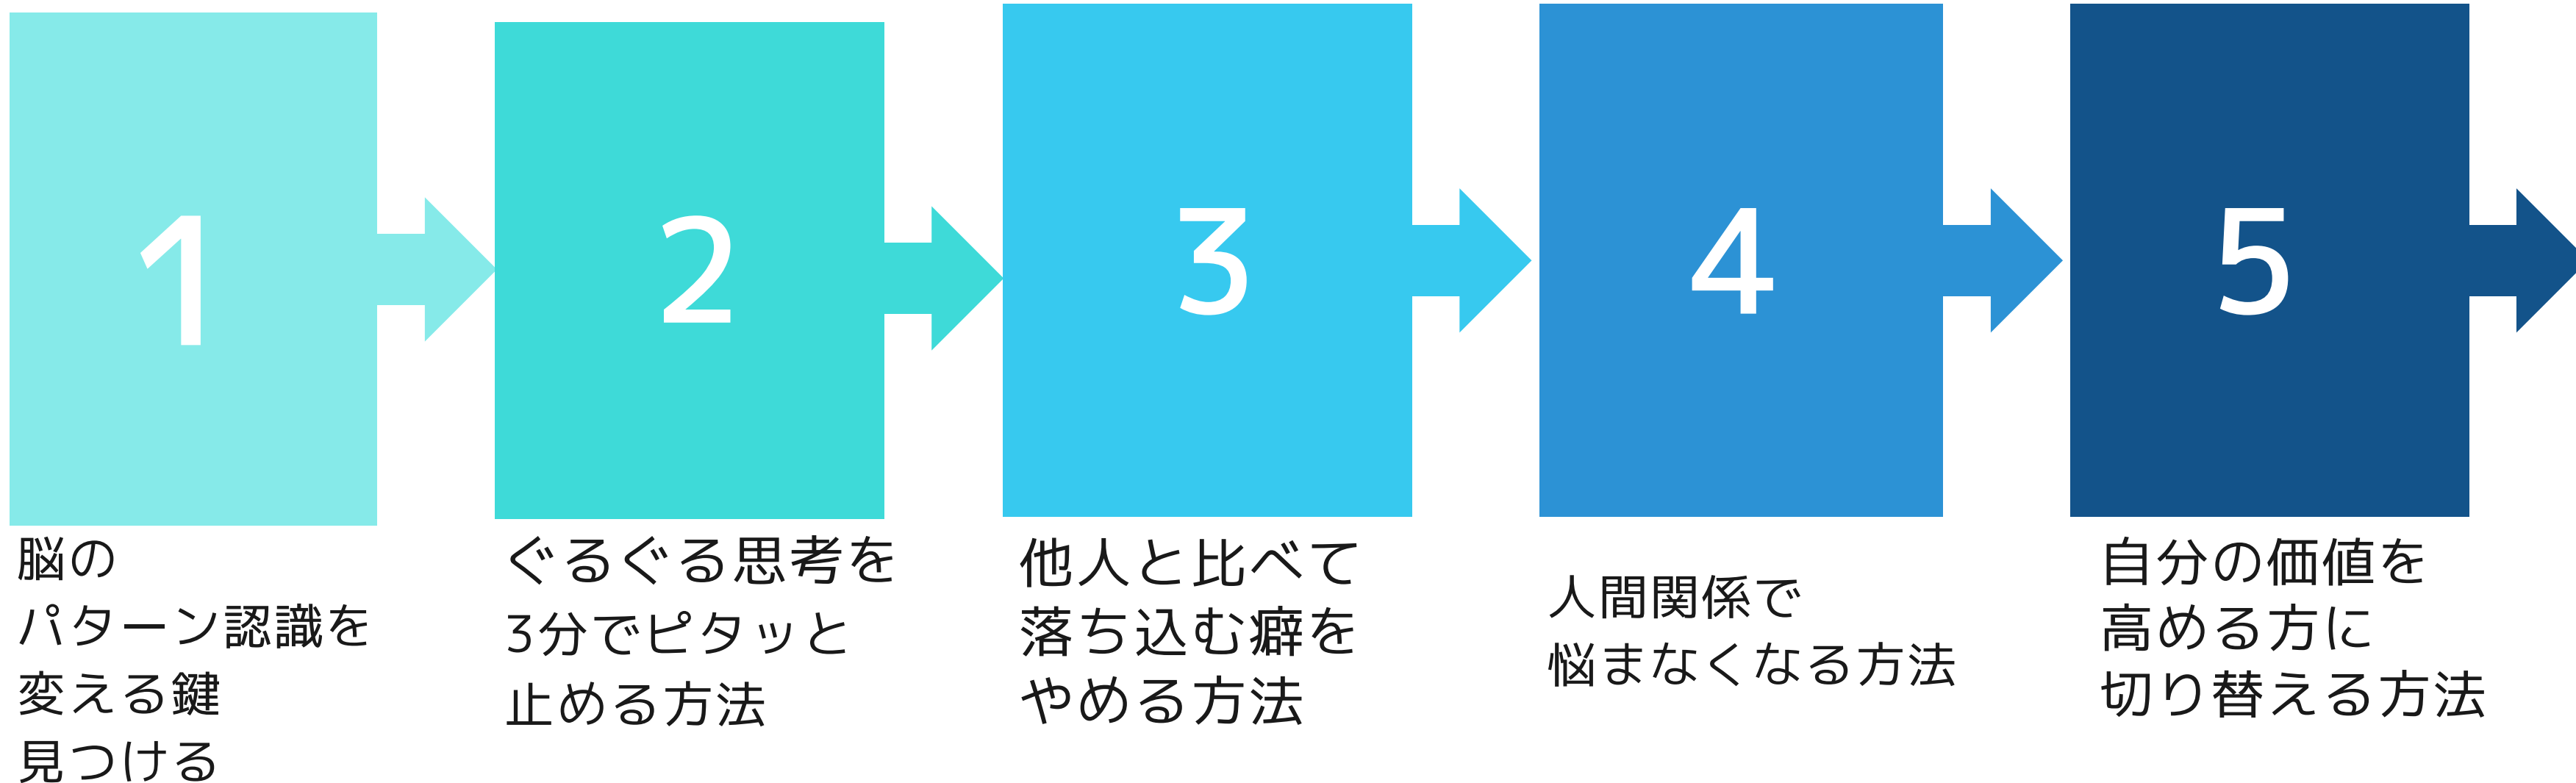 1
脳の
パターン認識を
変える鍵
見つける
2
ぐるぐる思考を
3分でピタッと
止める方法
3
他人と比べて
落ち込む癖を
やめる方法
4
人間関係で
悩まなくなる方法
5
自分の価値を
高める方に
切り替える方法